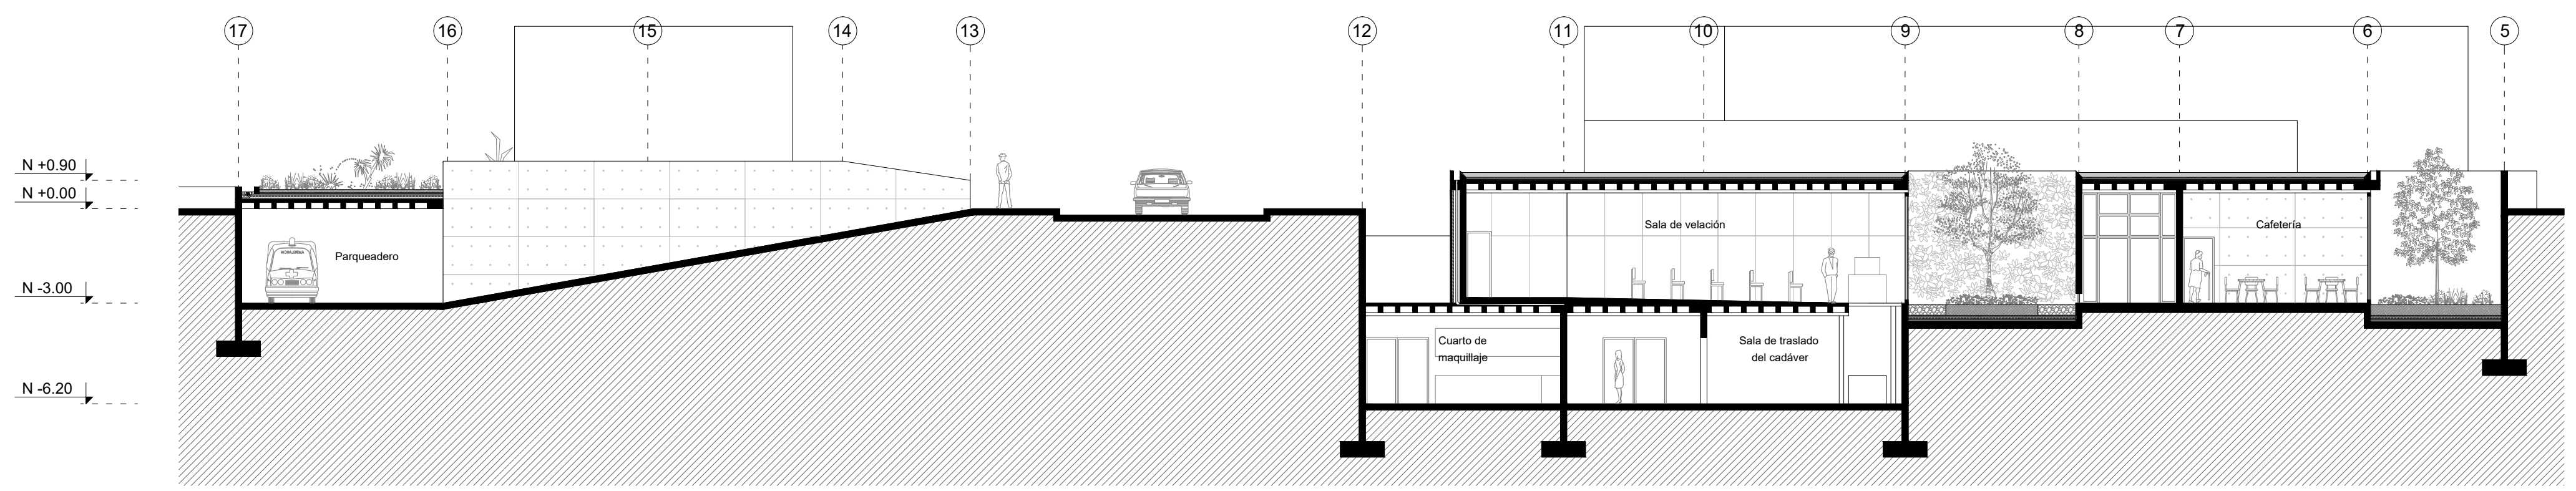 17
16
15
14
13
12
11
10
9
8
7
6
5
N +0.90
N +0.00
N -3.00
N -6.20
Parqueadero
Sala de velación
Cafetería
Cuarto de
maquillaje
Sala de traslado
del cadáver